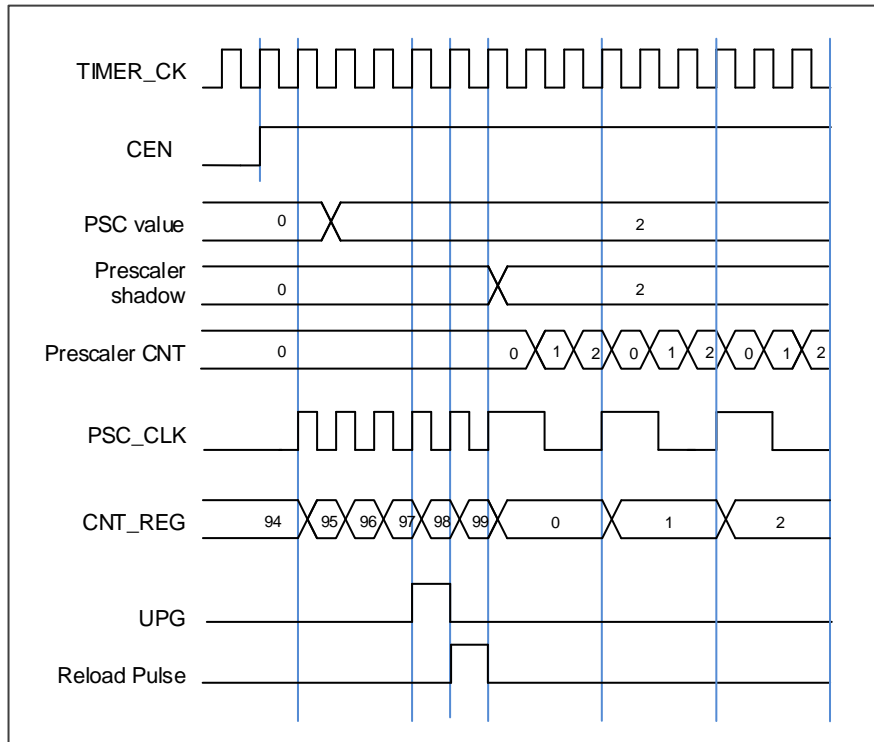 TIMER_CK
CEN
PSC value 0 2
Prescaler
shadow 0 2
Prescaler CNT 0 0 1 2 0 1 2 0 1 2
PSC_CLK
CNT_REG 94 95 96 97 98 99 0 1 2
UPG
Reload Pulse